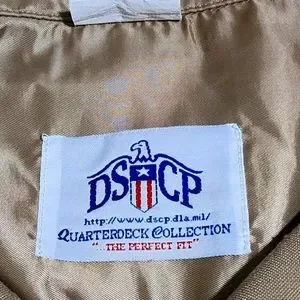 DSCP
http://www.dscp.dla.mil/
QUARTERDECK COLLECTION
"THE PERFECT FIT"